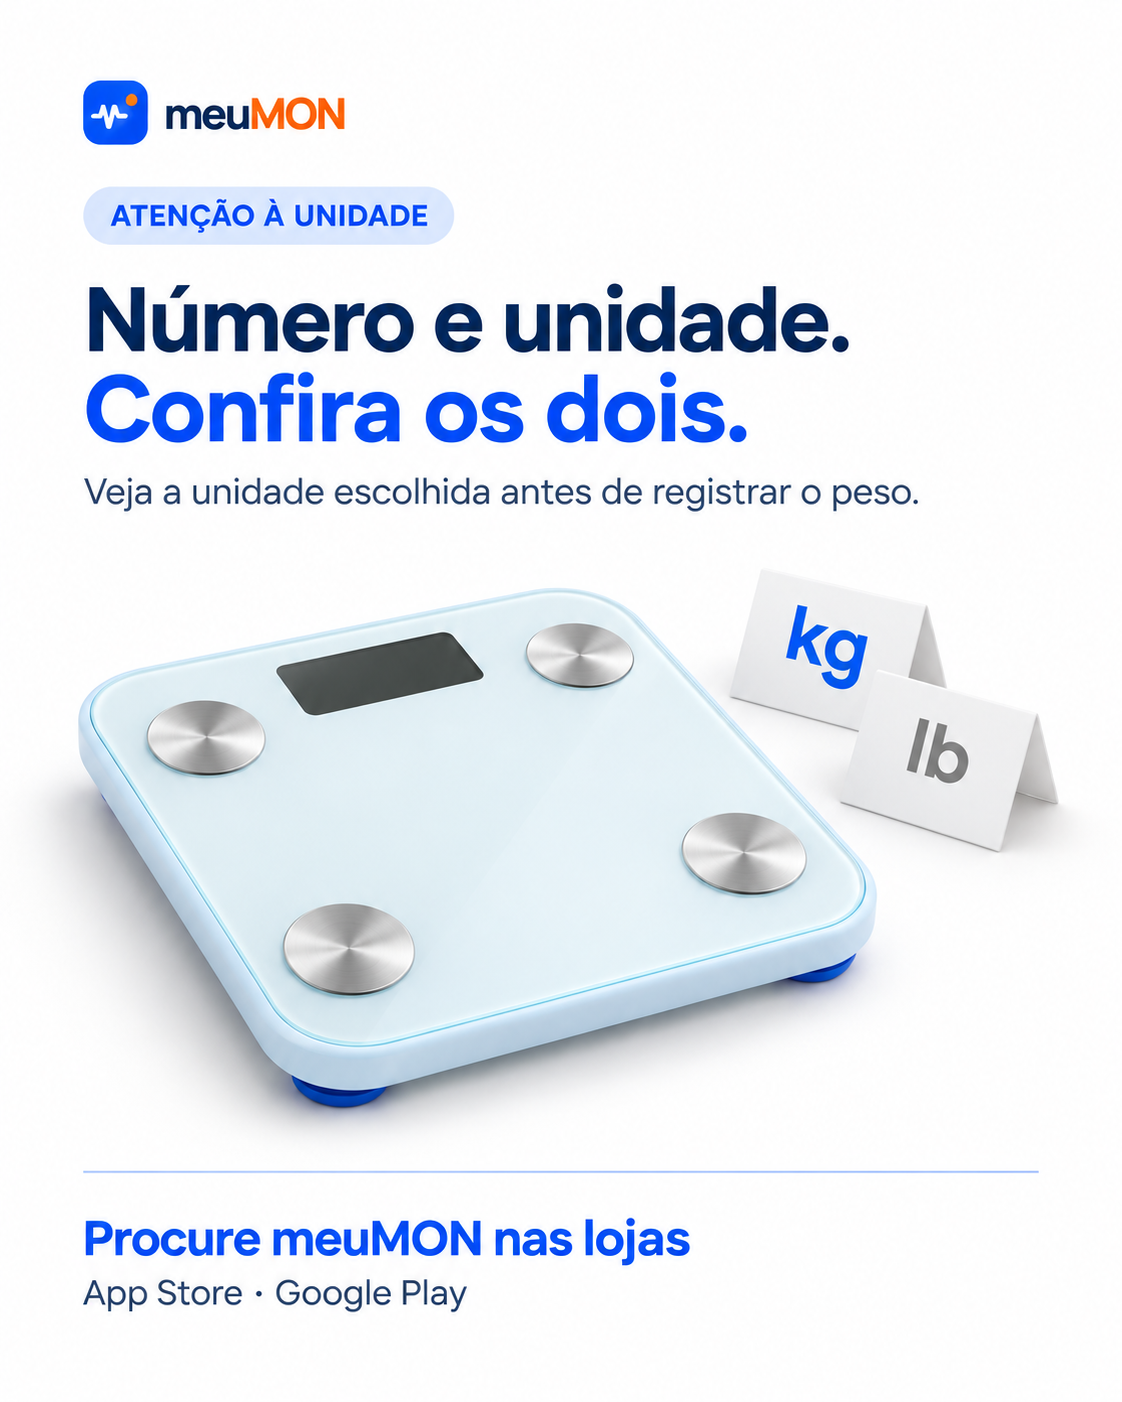 meuMON
ATENÇÃO À UNIDADE
Número e unidade.
Confira os dois.
Veja a unidade escolhida antes de registrar o peso.
kg
lb
Procure meuMON nas lojas
App Store • Google Play